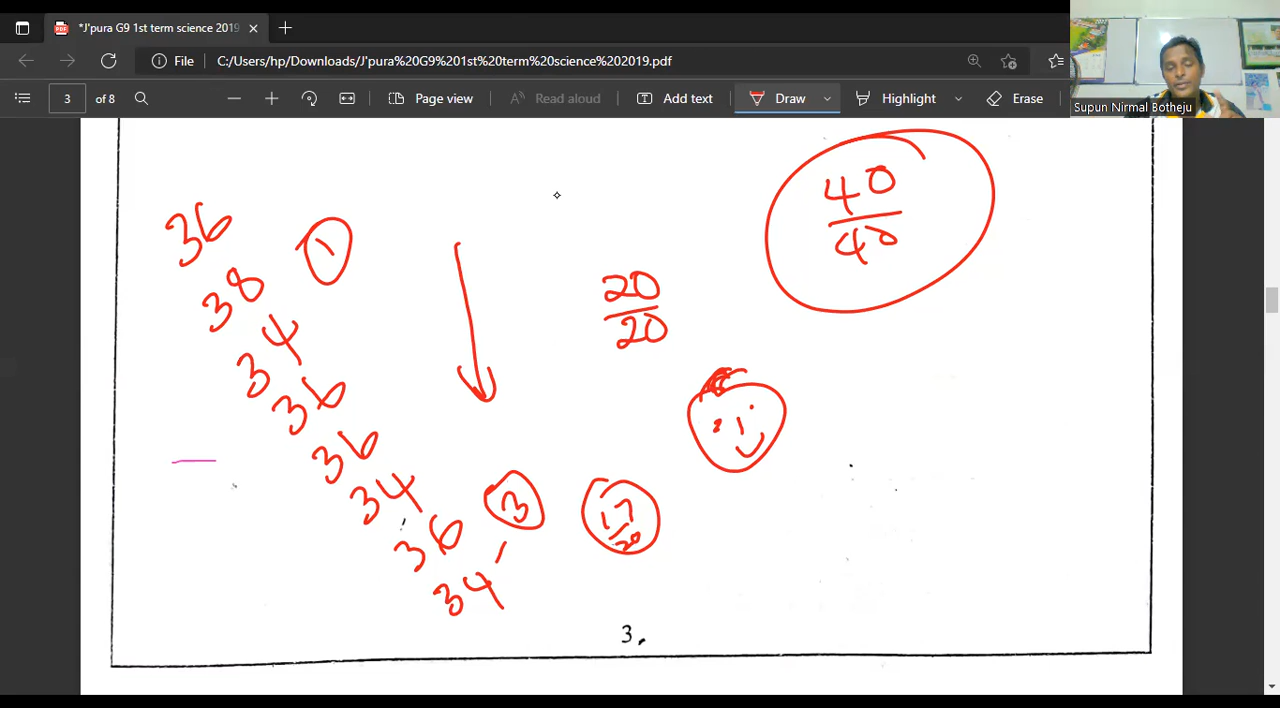 *J'pura G9 1st term science 2019
File
C:/Users/hp/Downloads/J'pura%20G9%201st%20term%20science%202019.pdf
3 of 8
Page view
Read aloud
Add text
Draw
Highlight
Erase
Supun Nirmal Botheju
40
40
36
1
38
20
20
34
36
36
34
3
17
20
36
34
3.